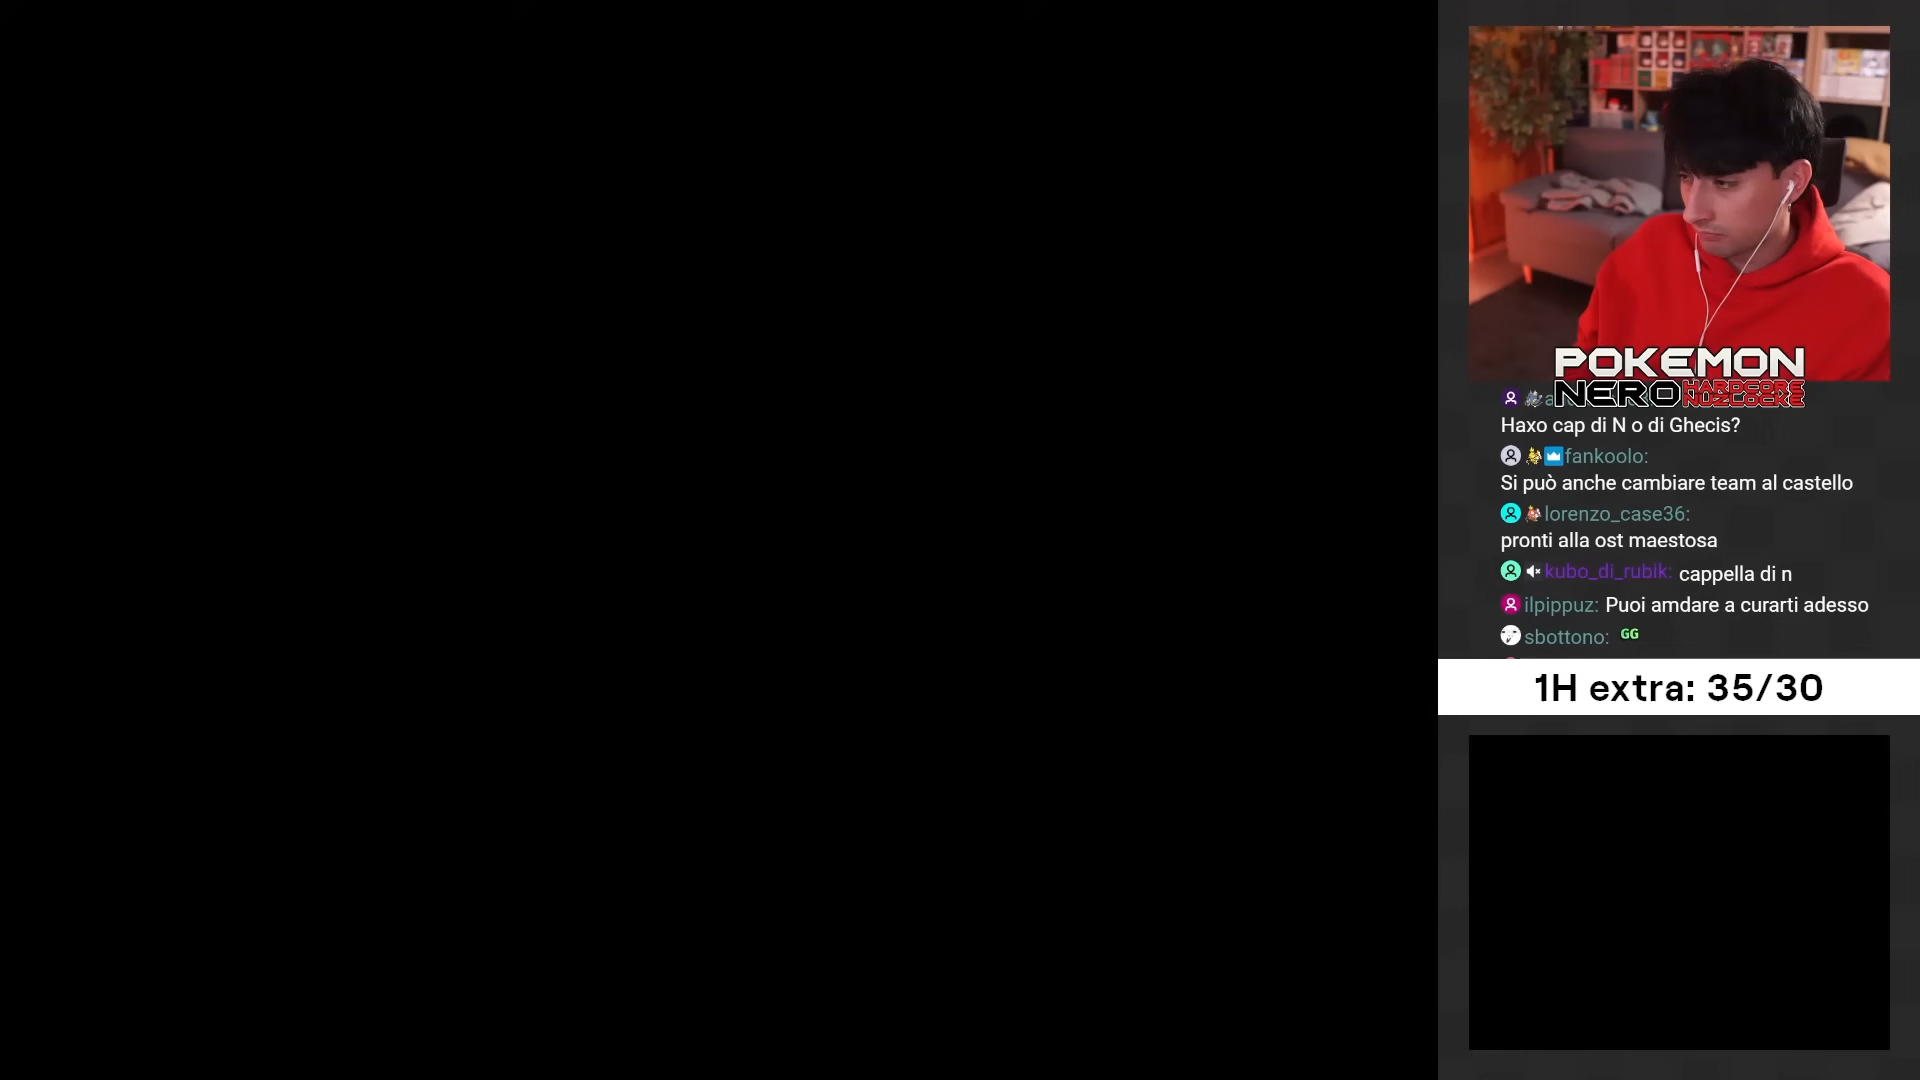 POKEMON
NERO HARDCORE NUZLOCKE
Haxo cap di N o di Ghecis?
fankoolo:
Si può anche cambiare team al castello
lorenzo_case36:
pronti alla ost maestosa
kubo_di_rubik: cappella di n
ilpippuz: Puoi amdare a curarti adesso
sbottono: GG
1H extra: 35/30